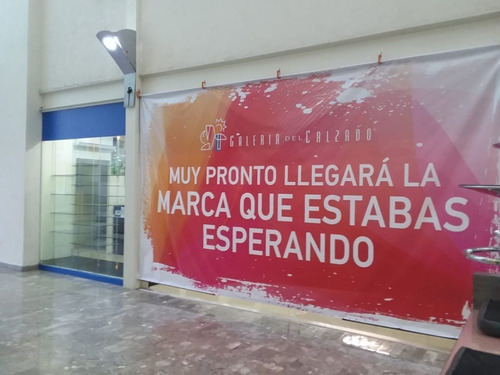 GALERIA DEL CALZADO
MUY PRONTO LLEGARÁ LA
MARCA QUE ESTABAS
ESPERANDO